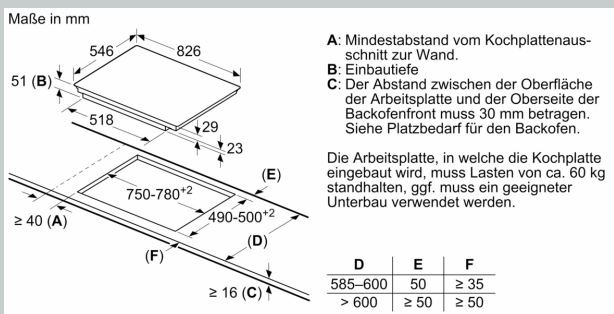 Maße in mm
546
826
51 (B)
518
29
23
(E)
750-780+2
490-500+2
≥ 40 (A)
(D)
(F)
≥ 16 (C)
A: Mindestabstand vom Kochplattenaus-
schnitt zur Wand.
B: Einbautiefe
C: Der Abstand zwischen der Oberfläche
der Arbeitsplatte und der Oberseite der
Backofenfront muss 30 mm betragen.
Siehe Platzbedarf für den Backofen.
Die Arbeitsplatte, in welche die Kochplatte
eingebaut wird, muss Lasten von ca. 60 kg
standhalten, ggf. muss ein geeigneter
Unterbau verwendet werden.
D E F
585–600 50 ≥ 35
> 600 ≥ 50 ≥ 50